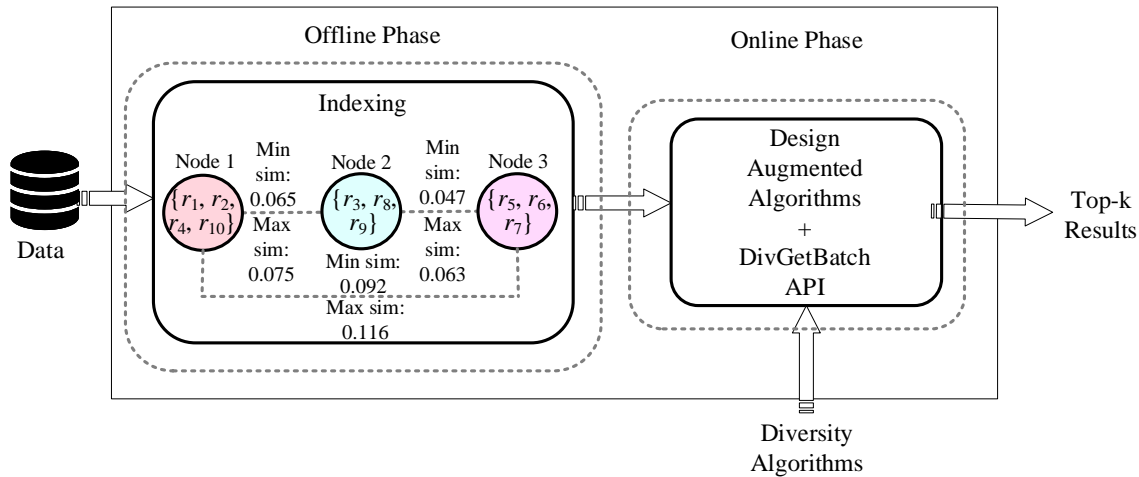 Offline Phase
Online Phase
Indexing
Data
Node 1
{r₁, r₂,
r₄, r₁₀}
Min
sim:
0.065
Max
sim:
0.075
Node 2
{r₃, r₈,
r₉}
Min sim:
0.092
Max sim:
0.116
Min
sim:
0.047
Max
sim:
0.063
Node 3
{r₅, r₆,
r₇}
Design
Augmented
Algorithms
+
DivGetBatch
API
Top-k
Results
Diversity
Algorithms